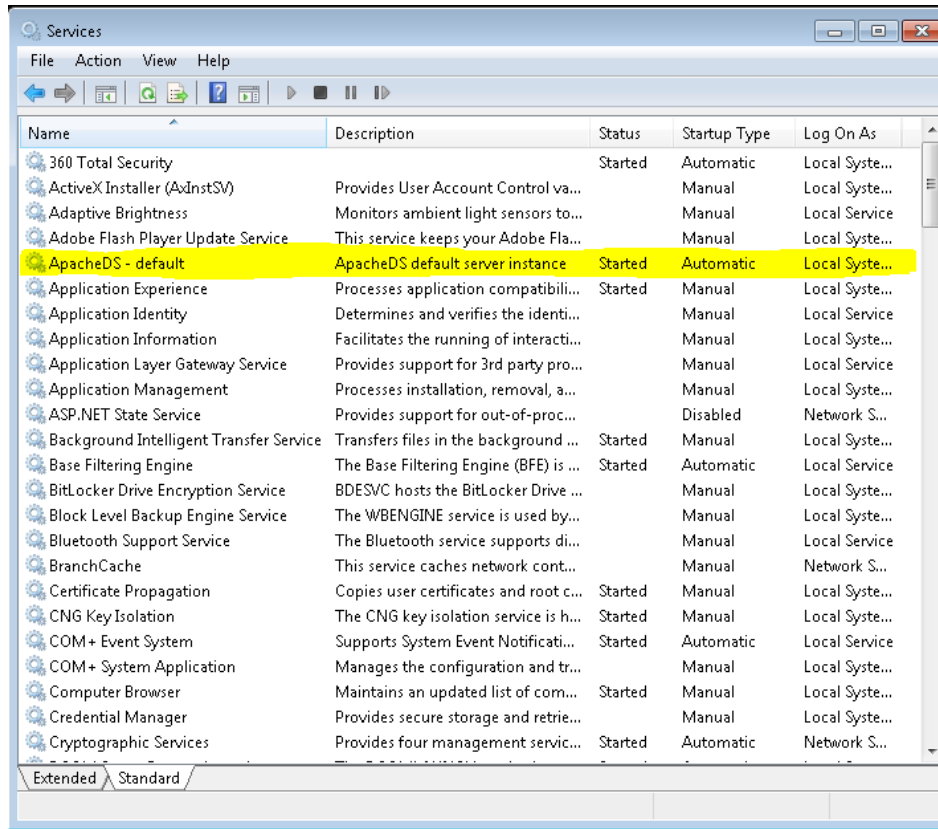 Services
File Action View Help
Name Description Status Startup Type Log On As
360 Total Security Started Automatic Local Syste...
ActiveX Installer (AxInstSV) Provides User Account Control va... Manual Local Syste...
Adaptive Brightness Monitors ambient light sensors to... Manual Local Service
Adobe Flash Player Update Service This service keeps your Adobe Fla... Manual Local Syste...
ApacheDS - default ApacheDS default server instance Started Automatic Local Syste...
Application Experience Processes application compatibili... Started Manual Local Syste...
Application Identity Determines and verifies the identi... Manual Local Service
Application Information Facilitates the running of interacti... Manual Local Syste...
Application Layer Gateway Service Provides support for 3rd party pro... Manual Local Service
Application Management Processes installation, removal, a... Manual Local Syste...
ASP.NET State Service Provides support for out-of-proc... Disabled Network S...
Background Intelligent Transfer Service Transfers files in the background ... Started Manual Local Syste...
Base Filtering Engine The Base Filtering Engine (BFE) is ... Started Automatic Local Service
BitLocker Drive Encryption Service BDESVC hosts the BitLocker Drive ... Manual Local Syste...
Block Level Backup Engine Service The WBENGINE service is used by... Manual Local Syste...
Bluetooth Support Service The Bluetooth service supports di... Manual Local Service
BranchCache This service caches network cont... Manual Network S...
Certificate Propagation Copies user certificates and root c... Started Manual Local Syste...
CNG Key Isolation The CNG key isolation service is h... Started Manual Local Syste...
COM+ Event System Supports System Event Notificati... Started Automatic Local Service
COM+ System Application Manages the configuration and tr... Manual Local Syste...
Computer Browser Maintains an updated list of com... Started Manual Local Syste...
Credential Manager Provides secure storage and retrie... Manual Local Syste...
Cryptographic Services Provides four management servic... Started Automatic Network S...
Extended Standard